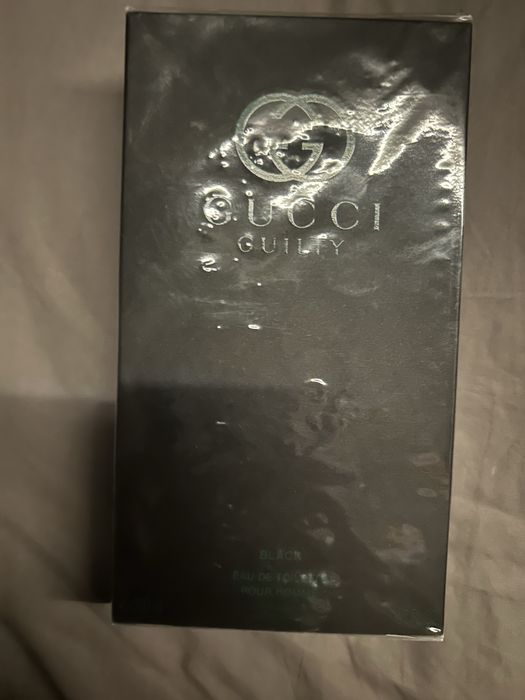 GUCCI
GUILTY
BLACK
EAU DE TOILETTE
POUR HOMME